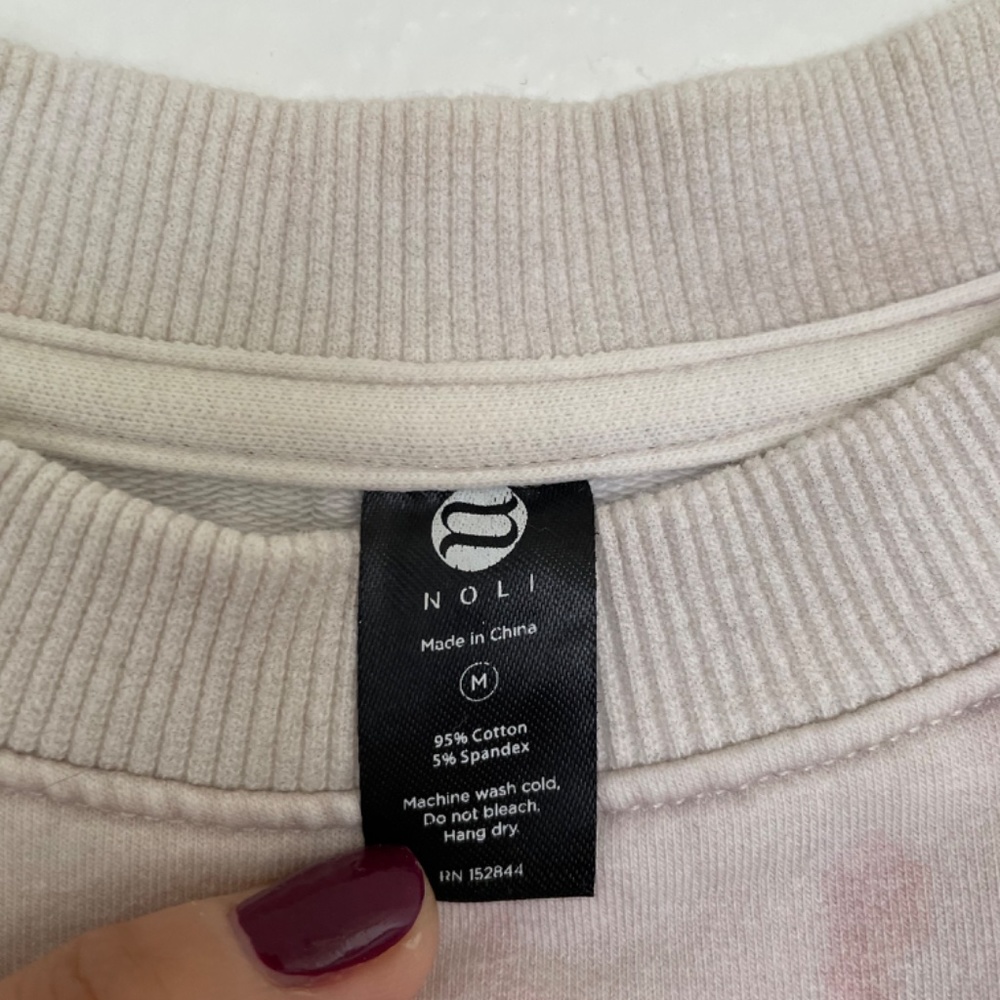 NOLI
Made in China
M
95% Cotton
5% Spandex
Machine wash cold,
Do not bleach,
Hang dry.
RN 152844